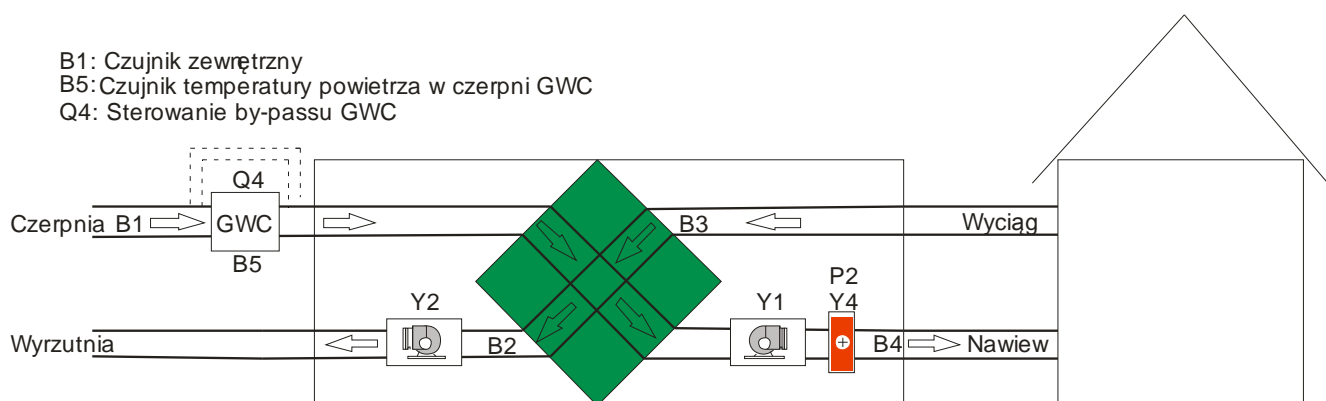 B1: Czujnik zewnętrzny
B5: Czujnik temperatury powietrza w czerpni GWC
Q4: Sterowanie by-passu GWC
Q4
Czerpnia B1 GWC B3 Wyciąg
B5
P2
Y2 Y1 Y4
Wyrzutnia B2 B4 Nawiew